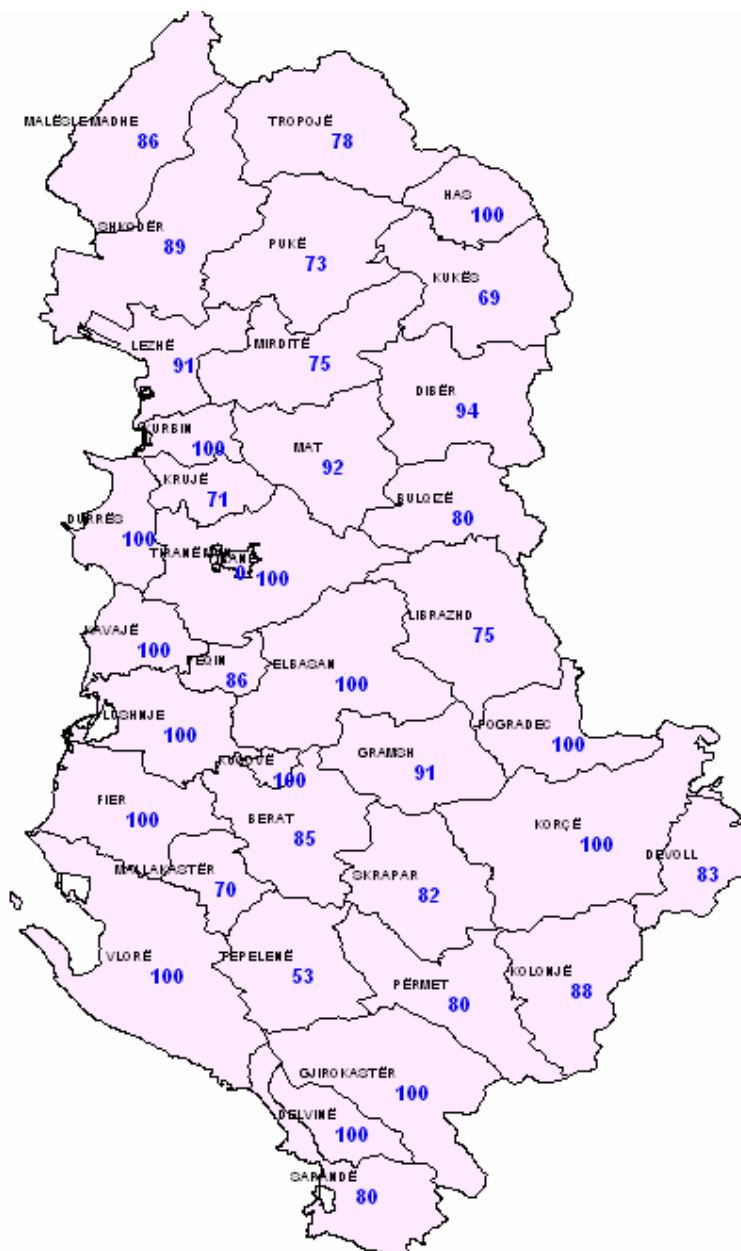 MALËSI E MADHE
86
TROPOJË
78
HAS
100
SHKODËR
89
PUKË
73
KUKËS
69
LEZHË
91
MIRDITË
75
DIBËR
94
KURBIN
100
MAT
92
KRUJË
71
BULQIZË
80
DURRËS
100
0
100
LIBRAZHD
75
KAVAJË
100
PEQIN
86
ELBASAN
100
LUSHNJE
100
POGRADEC
100
KUÇOVË
100
GRAMSH
91
FIER
100
BERAT
85
KORÇË
100
DEVOLL
83
MALLAKASTËR
70
SKRAPAR
82
VLORË
100
TEPELENË
53
PËRMET
80
KOLONJË
88
GJIROKASTËR
100
DELVINË
100
SARANDË
80